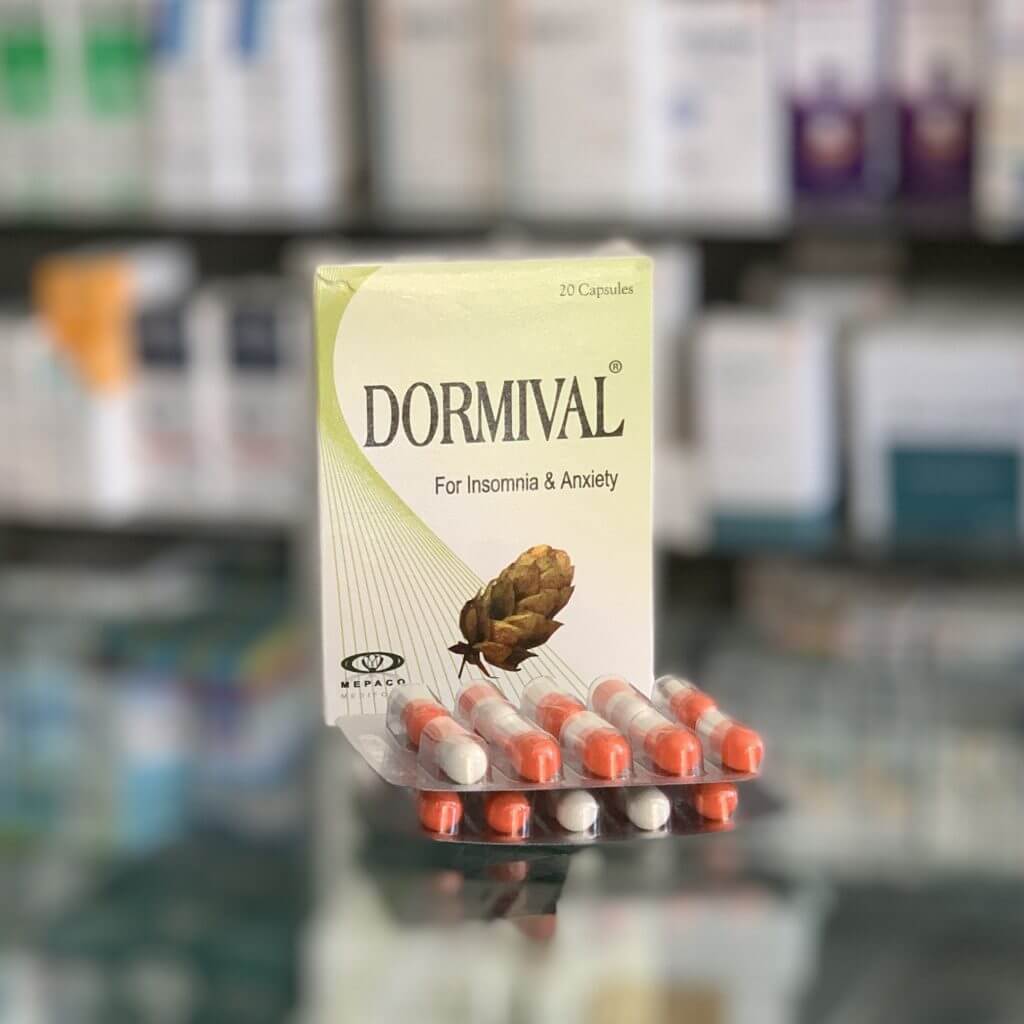 20 Capsules
DORMIVAL®
For Insomnia & Anxiety
MEPACO